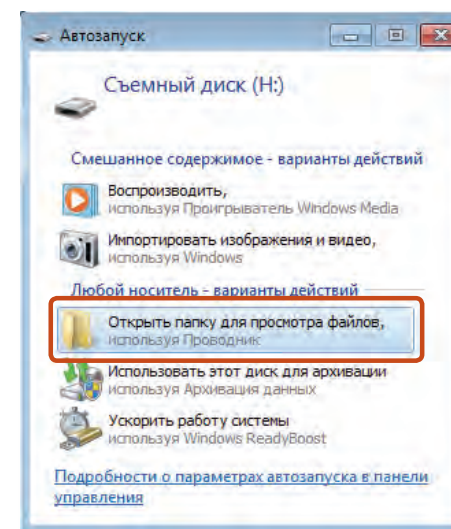 Автозапуск
Съемный диск (H:)
Смешанное содержимое - варианты действий
Воспроизводить,
используя Проигрыватель Windows Media
Импортировать изображения и видео,
используя Windows
Любой носитель - варианты действий
Открыть папку для просмотра файлов,
используя Проводник
Использовать этот диск для архивации
используя Архивация данных
Ускорить работу системы
используя Windows ReadyBoost
Подробности о параметрах автозапуска в панели
управления